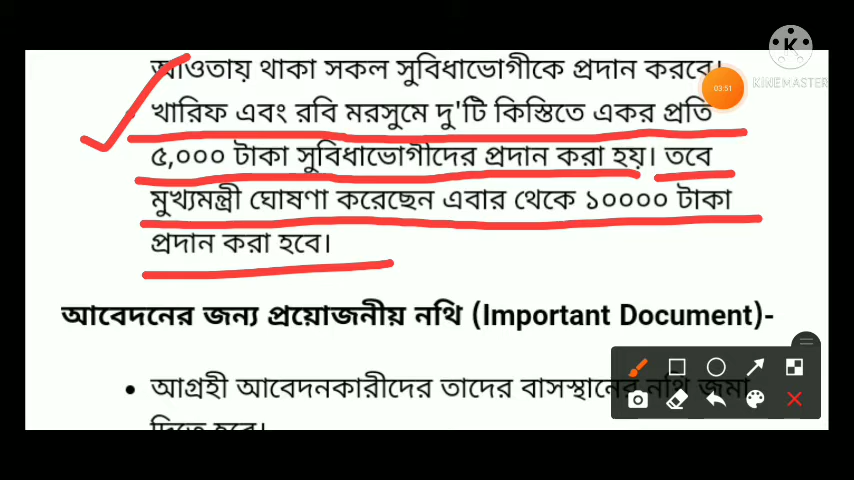 আওতায় থাকা সকল সুবিধাভোগীকে প্রদান করবে।
খারিফ এবং রবি মরসুমে দু'টি কিস্তিতে একর প্রতি
৫,০০০ টাকা সুবিধাভোগীদের প্রদান করা হয়। তবে
মুখ্যমন্ত্রী ঘোষণা করেছেন এবার থেকে ১০০০০ টাকা
প্রদান করা হবে।
আবেদনের জন্য প্রয়োজনীয় নথি (Important Document)-
আগ্রহী আবেদনকারীদের তাদের বাসস্থানের নথি জমা
দিতে হবে।
03:51
K
KINEMASTER